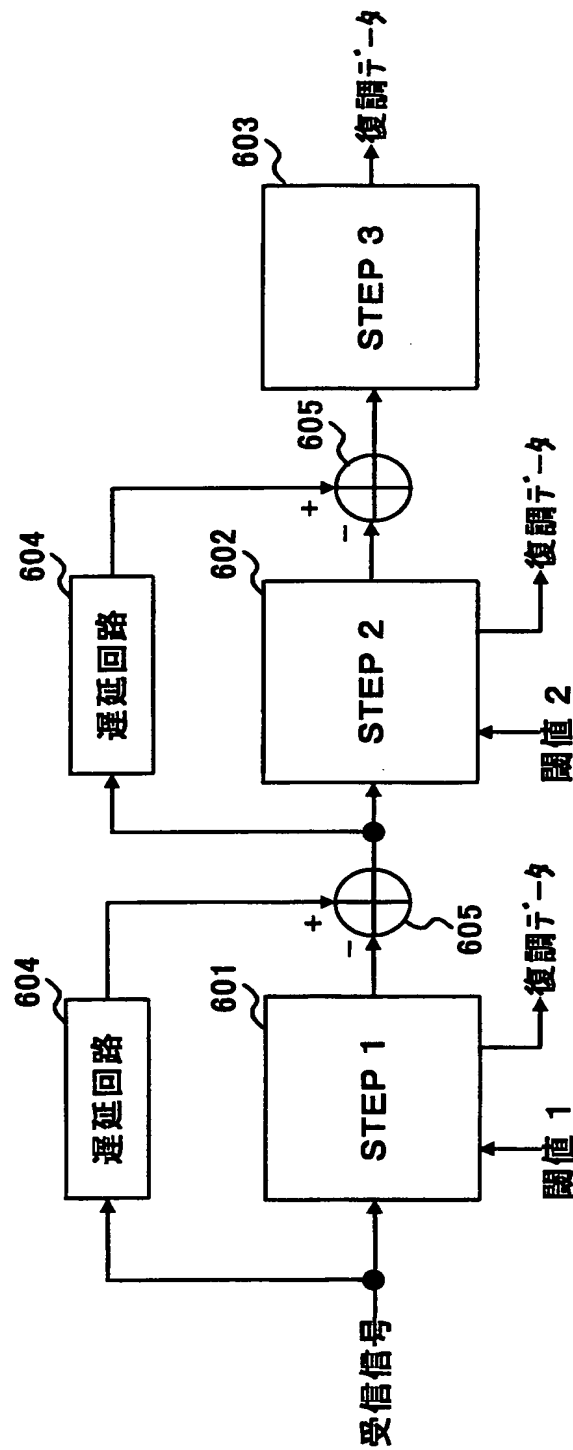 受信信号
604
遅延回路
601
STEP 1
閾値 1
復調データ
+
−
605
604
遅延回路
602
STEP 2
閾値 2
復調データ
+
−
605
603
STEP 3
復調データ